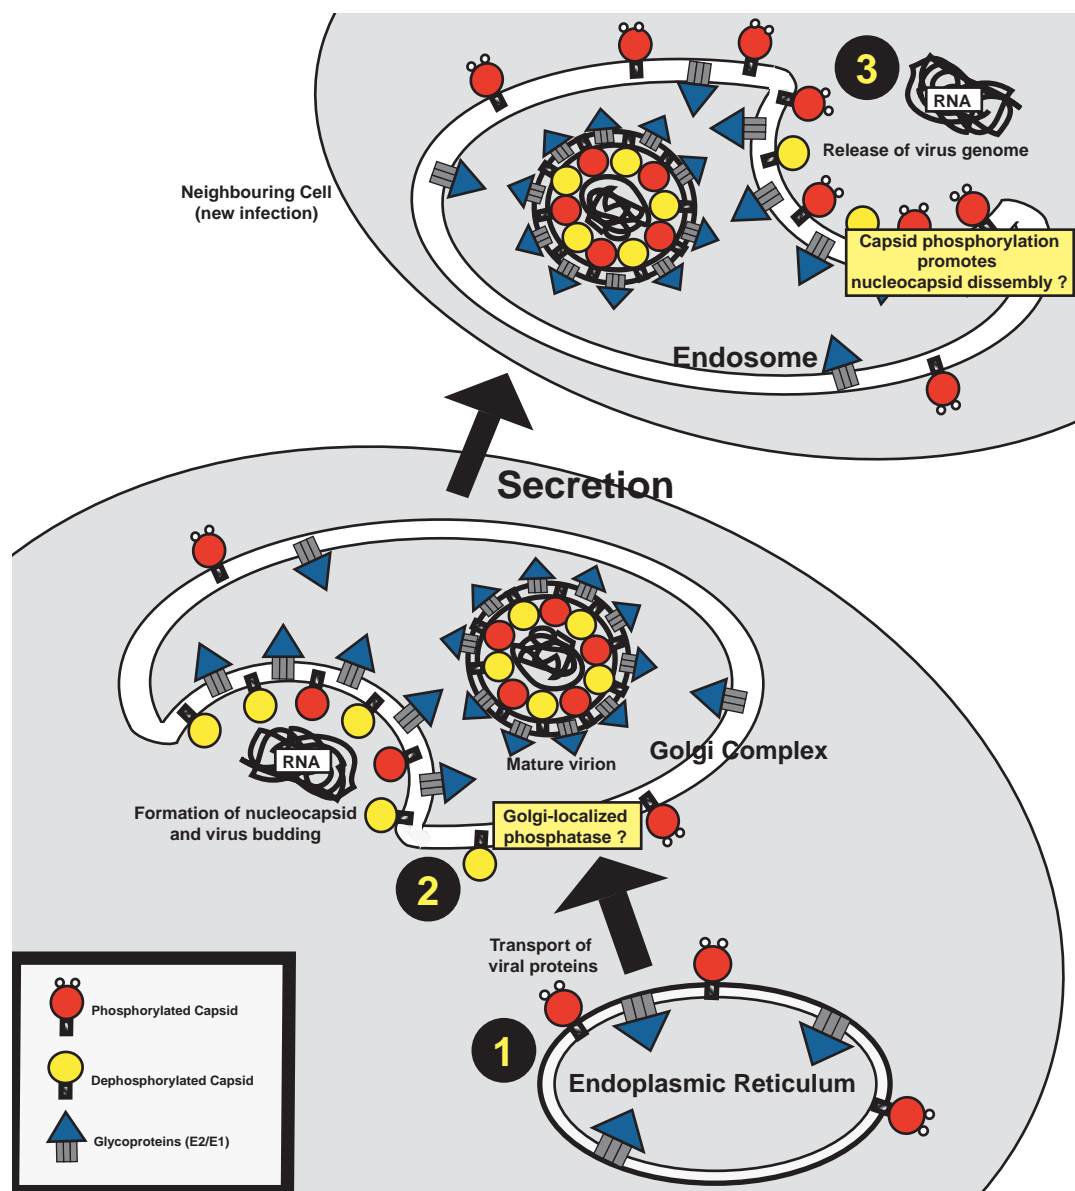 3
RNA
Release of virus genome
Neighbouring Cell
(new infection)
Capsid phosphorylation
promotes
nucleocapsid dissembly ?
Endosome
Secretion
Golgi Complex
Mature virion
RNA
Formation of nucleocapsid
and virus budding
Golgi-localized
phosphatase ?
2
Transport of
viral proteins
1
Endoplasmic Reticulum
Phosphorylated Capsid
Dephosphorylated Capsid
Glycoproteins (E2/E1)